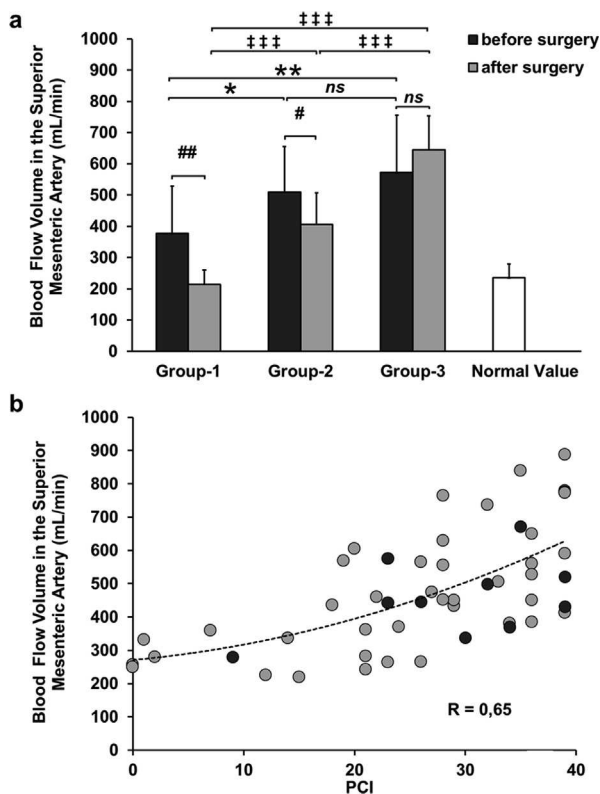 a
Blood Flow Volume in the Superior
Mesenteric Artery (mL/min)
1000
900
800
700
600
500
400
300
200
100
0
‡‡‡
‡‡‡ ‡‡‡
**
* ns ns
#
##
before surgery
after surgery
Group-1 Group-2 Group-3 Normal Value
b
Blood Flow Volume in the Superior
Mesenteric Artery (mL/min)
1000
900
800
700
600
500
400
300
200
100
0
R = 0,65
0 10 20 30 40
PCI